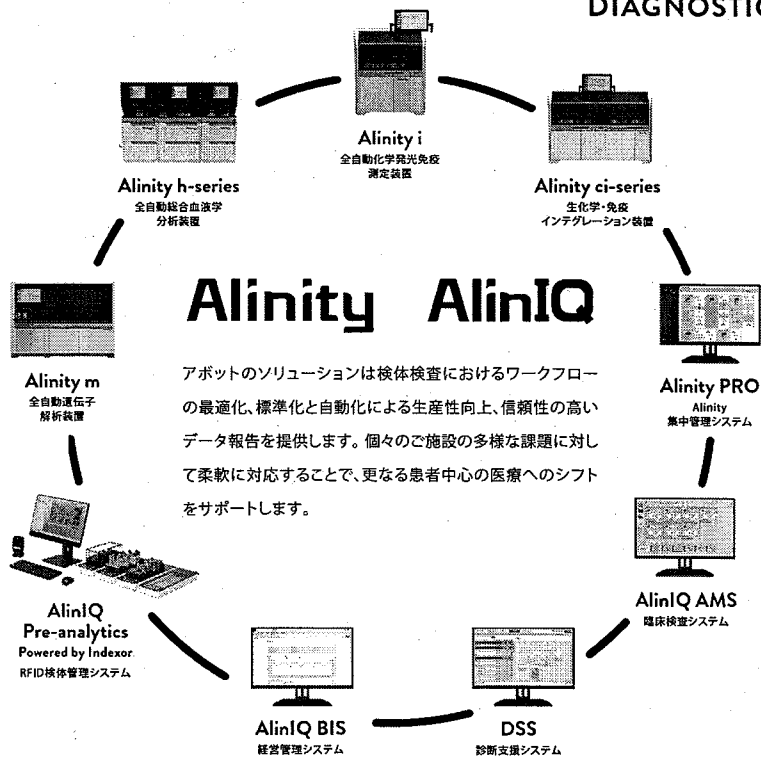 DIAGNOSTIC
Alinity i
全自動化学発光免疫
測定装置
Alinity h-series
全自動総合血液学
分析装置
Alinity ci-series
生化学・免疫
インテグレーション装置
Alinity AlinIQ
アボットのソリューションは検体検査におけるワークフロー
の最適化、標準化と自動化による生産性向上、信頼性の高い
データ報告を提供します。個々のご施設の多様な課題に対し
て柔軟に対応することで、更なる患者中心の医療へのシフト
をサポートします。
Alinity m
全自動遺伝子
解析装置
Alinity PRO
Alinity
集中管理システム
AlinIQ
Pre-analytics
Powered by Indexor
RFID検体管理システム
AlinIQ AMS
臨床検査システム
AlinIQ BIS
経営管理システム
DSS
診断支援システム